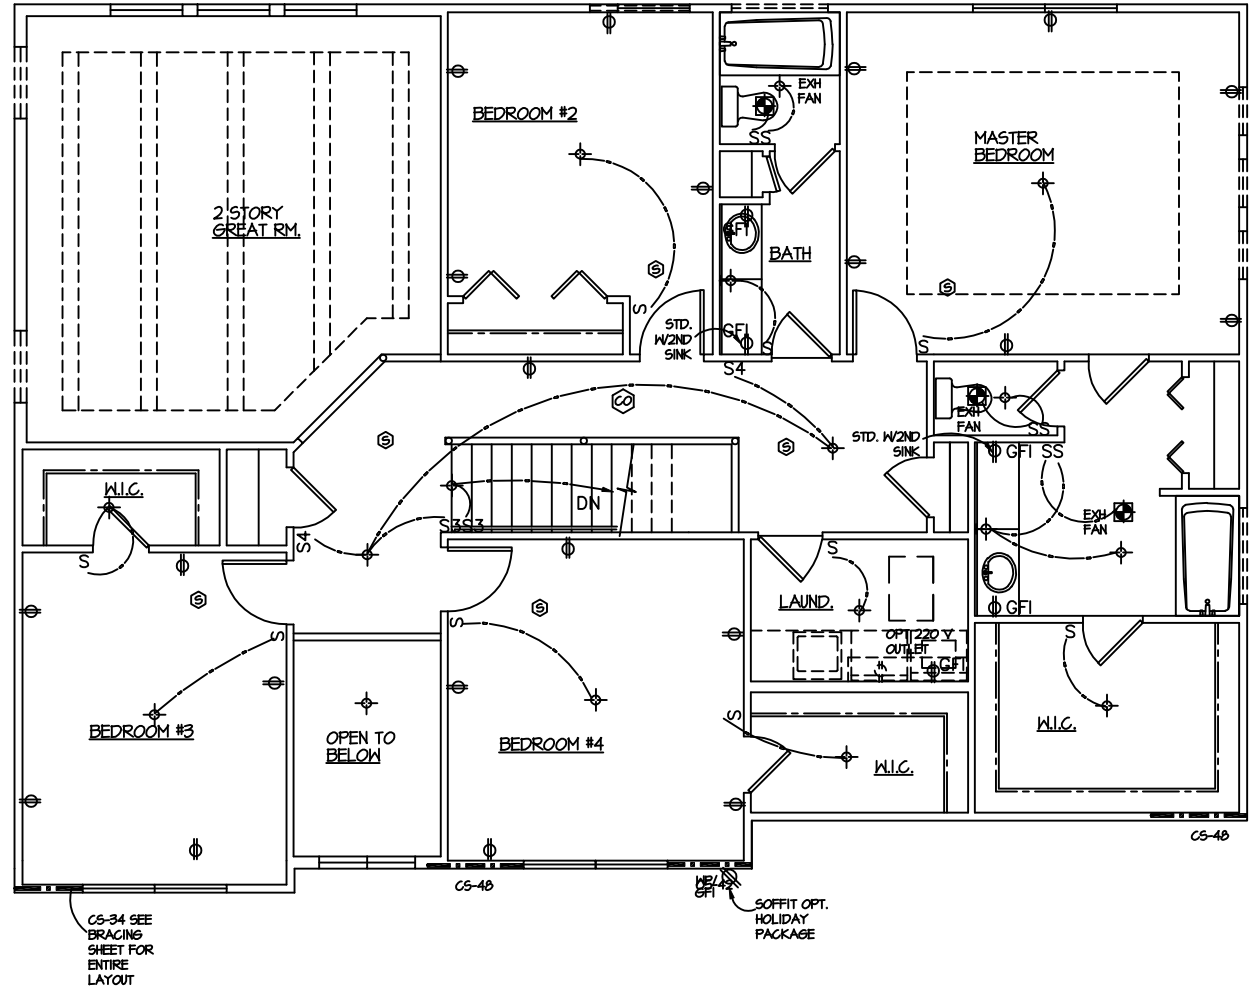 EXH
FAN
BEDROOM #2
SS
MASTER
BEDROOM
2 STORY
GREAT RM.
GFI
BATH
S
S
S
STD.
W/2ND
SINK
GFI
S
S
S4
CO
EXH
FAN
SS
S
S
STD. W/2ND
SINK
GFI
SS
W.I.C.
DN
EXH
FAN
S3S3
S4
S
S
LAUND.
S
S
GFI
S
S
S
OPT 220 V
OUTLET
GFI
S
W.I.C.
BEDROOM #3
OPEN TO
BELOW
BEDROOM #4
W.I.C.
CS-48
CS-48
WP/
GFI
CS-42
SOFFIT OPT.
HOLIDAY
PACKAGE
CS-34 SEE
BRACING
SHEET FOR
ENTIRE
LAYOUT